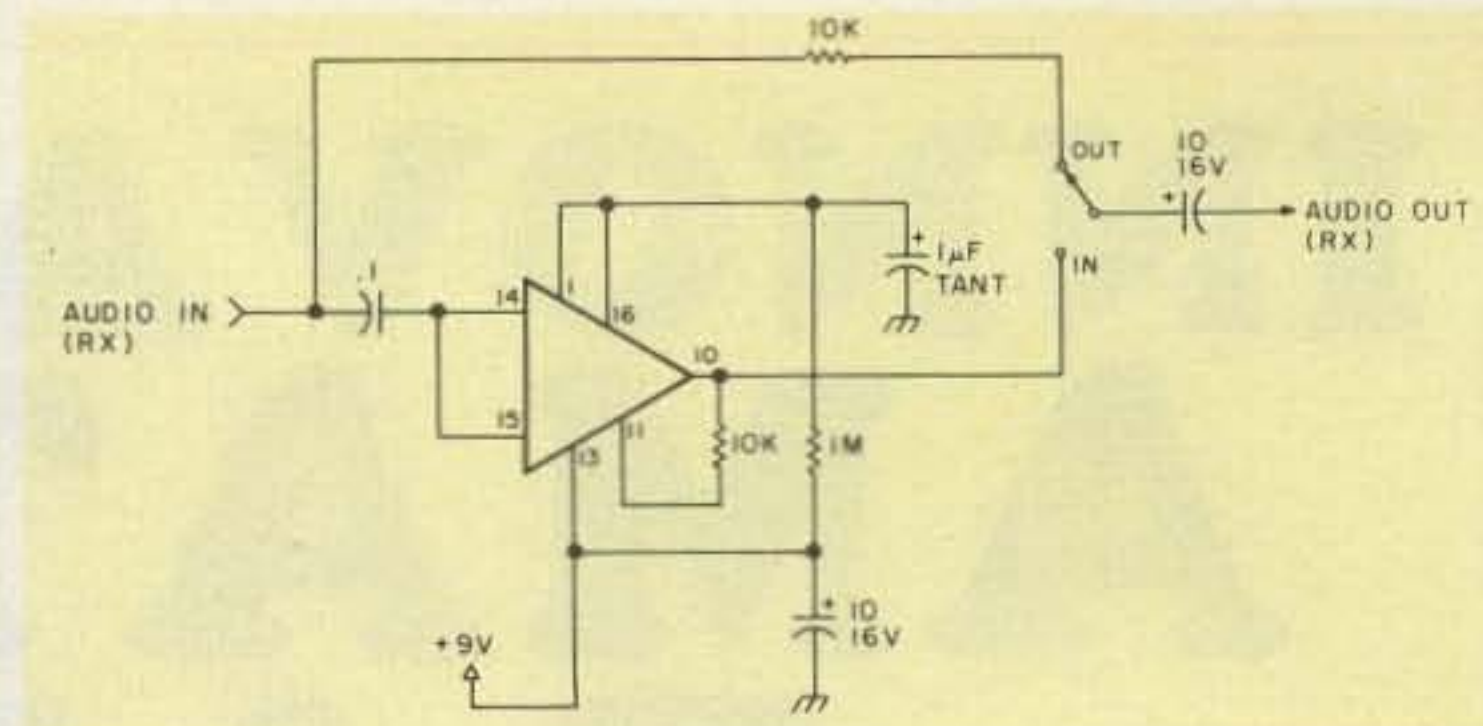 10K
OUT
10
16V
+
AUDIO OUT
(RX)
IN
+
1µF
TANT
.1
AUDIO IN
(RX)
14
1
16
10
15
11
13
10K
1M
+9V
+
10
16V